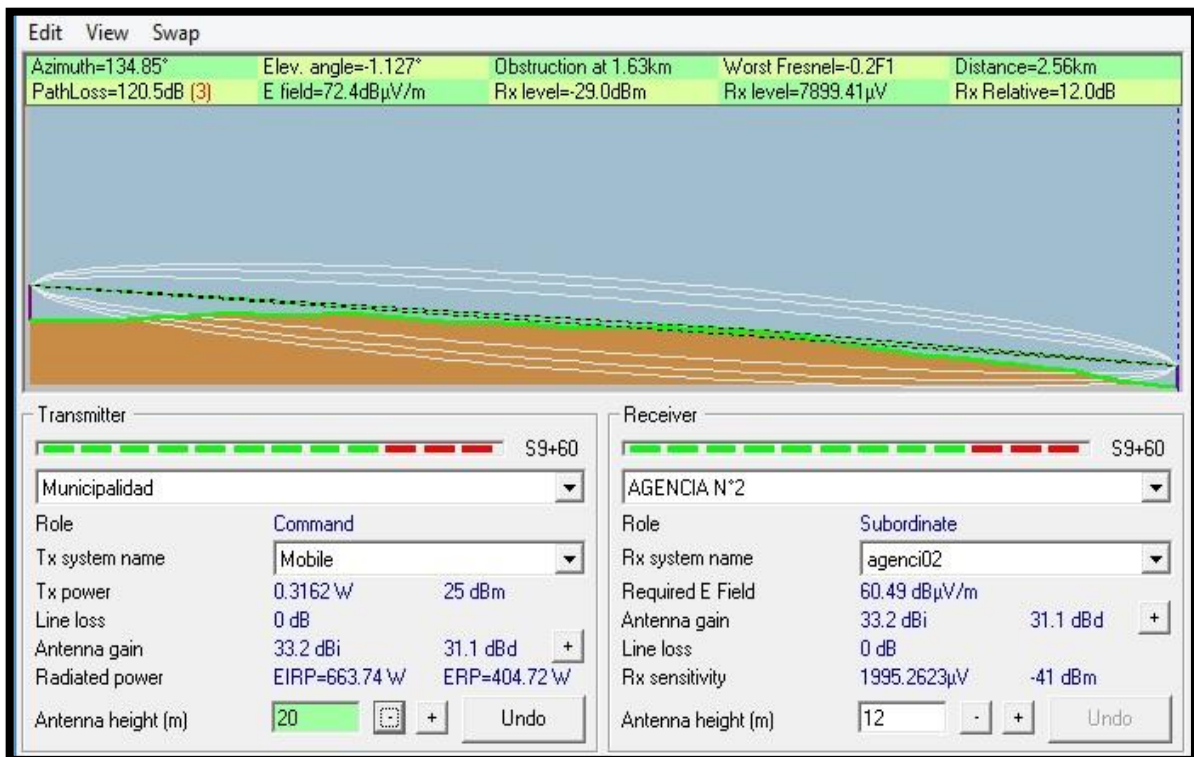 Edit View Swap
Azimuth=134.85° Elev. angle=-1.127° Obstruction at 1.63km Worst Fresnel=-0.2F1 Distance=2.56km
PathLoss=120.5dB (3) E field=72.4dBµV/m Rx level=-29.0dBm Rx level=7899.41µV Rx Relative=12.0dB
Transmitter
S9+60
Municipalidad
Role Command
Tx system name Mobile
Tx power 0.3162 W 25 dBm
Line loss 0 dB
Antenna gain 33.2 dBi 31.1 dBd +
Radiated power EIRP=663.74 W ERP=404.72 W
Antenna height (m) 20 - + Undo
Receiver
S9+60
AGENCIA N°2
Role Subordinate
Rx system name agenci02
Required E Field 60.49 dBµV/m
Antenna gain 33.2 dBi 31.1 dBd +
Line loss 0 dB
Rx sensitivity 1995.2623µV -41 dBm
Antenna height (m) 12 - + Undo